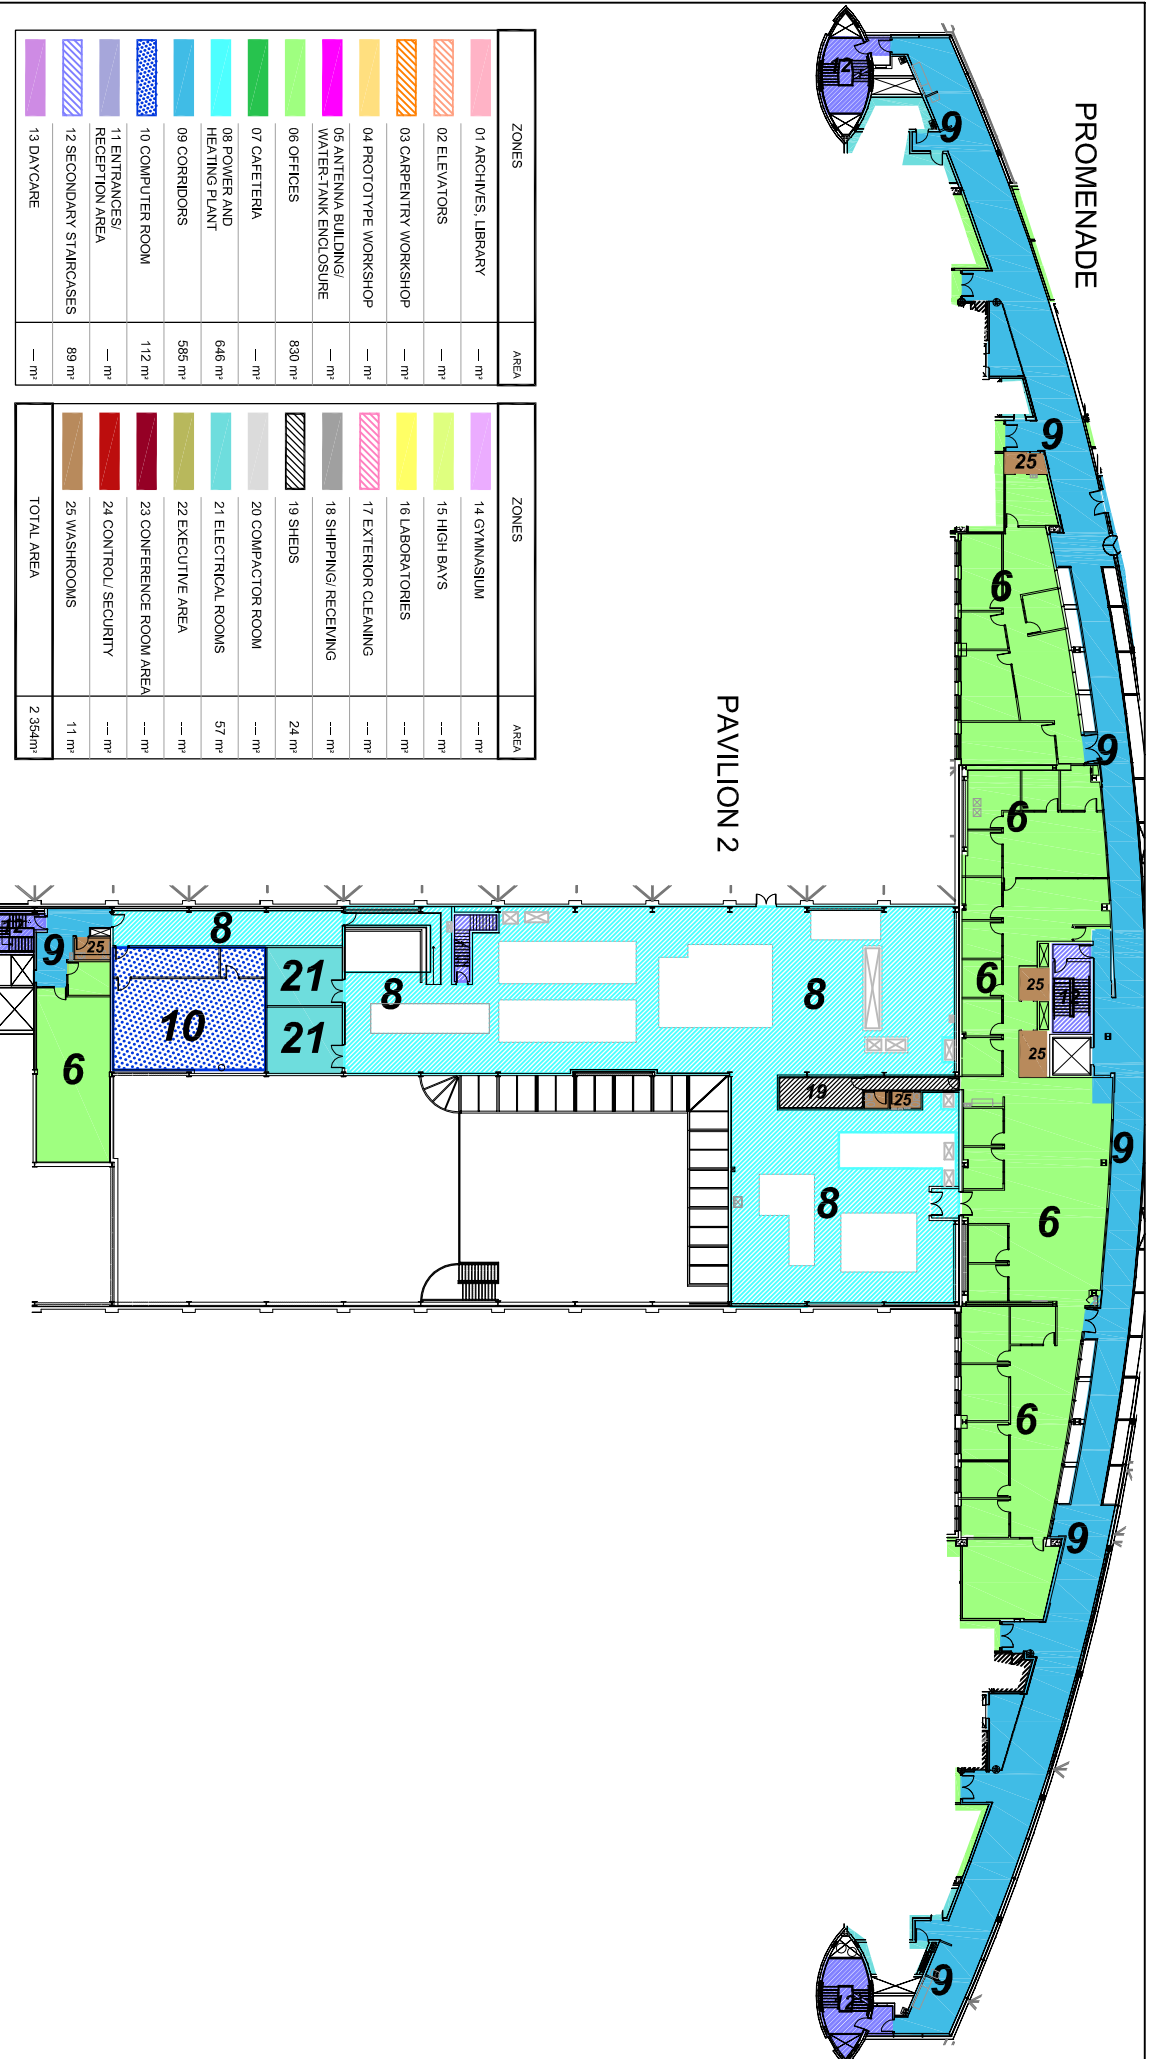 PROMENADE
PAVILION 2
ZONES AREA
01 ARCHIVES, LIBRARY — m²
02 ELEVATORS — m²
03 CARPENTRY WORKSHOP — m²
04 PROTOTYPE WORKSHOP — m²
05 ANTENNA BUILDING/
WATER-TANK ENCLOSURE — m²
06 OFFICES 830 m²
07 CAFETERIA — m²
08 POWER AND
HEATING PLANT 646 m²
09 CORRIDORS 585 m²
10 COMPUTER ROOM 112 m²
11 ENTRANCES/
RECEPTION AREA — m²
12 SECONDARY STAIRCASES 89 m²
13 DAYCARE — m²
ZONES AREA
14 GYMNASIUM --- m²
15 HIGH BAYS --- m²
16 LABORATORIES --- m²
17 EXTERIOR CLEANING --- m²
18 SHIPPING/ RECEIVING --- m²
19 SHEDS 24 m²
20 COMPACTOR ROOM --- m²
21 ELECTRICAL ROOMS 57 m²
22 EXECUTIVE AREA --- m²
23 CONFERENCE ROOM AREA --- m²
24 CONTROL/ SECURITY --- m²
25 WASHROOMS 11 m²
TOTAL AREA 2 354m²
12
9
9
25
6
9
6
6
25
12
25
9
6
6
9
9
12
8
8
19
25
8
21
21
8
10
12
9
25
6
12